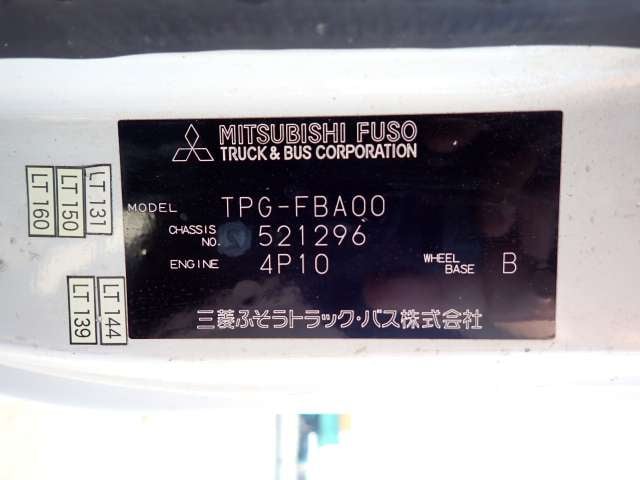 MITSUBISHI FUSO
TRUCK & BUS CORPORATION
MODEL TPG-FBA00
CHASSIS NO. 521296
ENGINE 4P10 WHEEL BASE B
三菱ふそうトラック・バス株式会社
LT 131
LT 150
LT 160
LT 144
LT 139